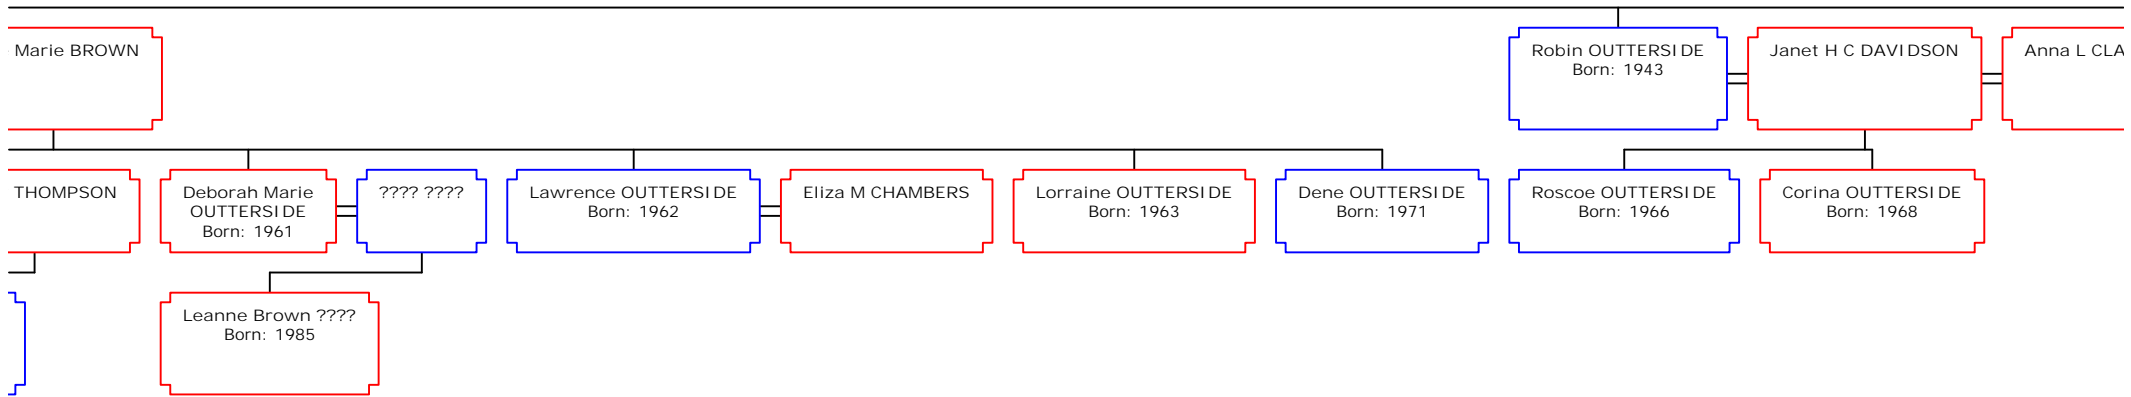 Marie BROWN
Robin OUTTERSIDE
Born: 1943
Janet H C DAVIDSON
Anna L CLA
THOMPSON
Deborah Marie
OUTTERSIDE
Born: 1961
???? ????
Lawrence OUTTERSIDE
Born: 1962
Eliza M CHAMBERS
Lorraine OUTTERSIDE
Born: 1963
Dene OUTTERSIDE
Born: 1971
Roscoe OUTTERSIDE
Born: 1966
Corina OUTTERSIDE
Born: 1968
Leanne Brown ????
Born: 1985